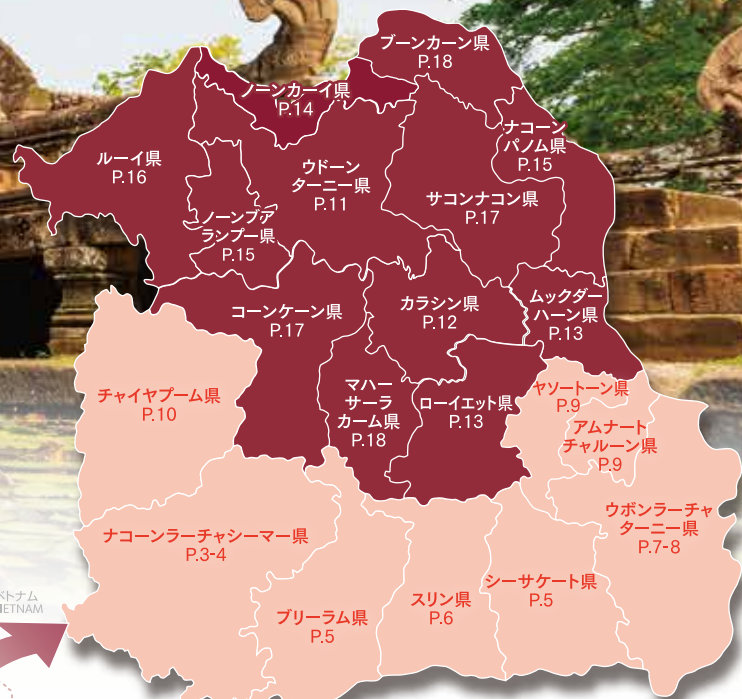 ブーンカーン県
P.18
ノーンカーイ県
P.14
ナコーン
パノム県
P.15
ルーイ県
P.16
ウドーン
ターニー県
P.11
サコンナコン県
P.17
ノーンブア
ランプー県
P.15
コーンケーン県
P.17
カラシン県
P.12
ムックダー
ハーン県
P.13
マハー
サーラ
カーム県
P.18
ローイエット県
P.13
ヤソートーン県
P.9
チャイヤプーム県
P.10
アムナート
チャルーン県
P.9
ウボンラーチャ
ターニー県
P.7-8
ナコーンラーチャシーマー県
P.3-4
シーサケート県
P.5
スリン県
P.6
ブリーラム県
P.5
トナム
ETNAM